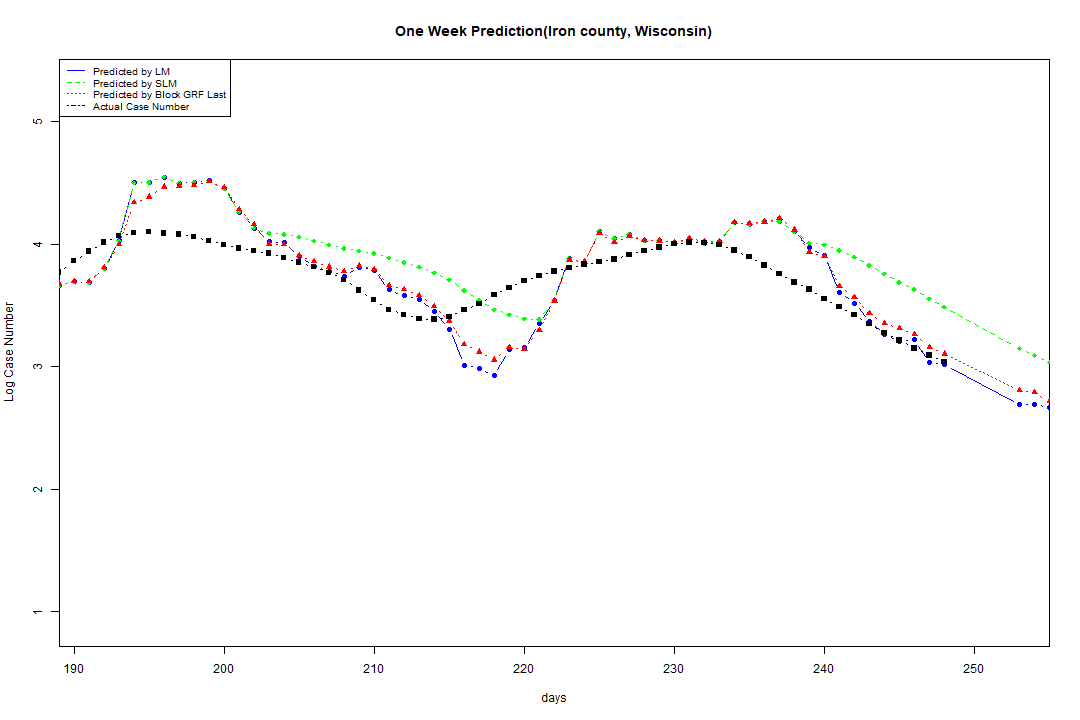 One Week Prediction(Iron county, Wisconsin)
Predicted by LM
Predicted by SLM
Predicted by Block GRF Last
Actual Case Number
5
4
3
2
1
Log Case Number
190 200 210 220 230 240 250
days